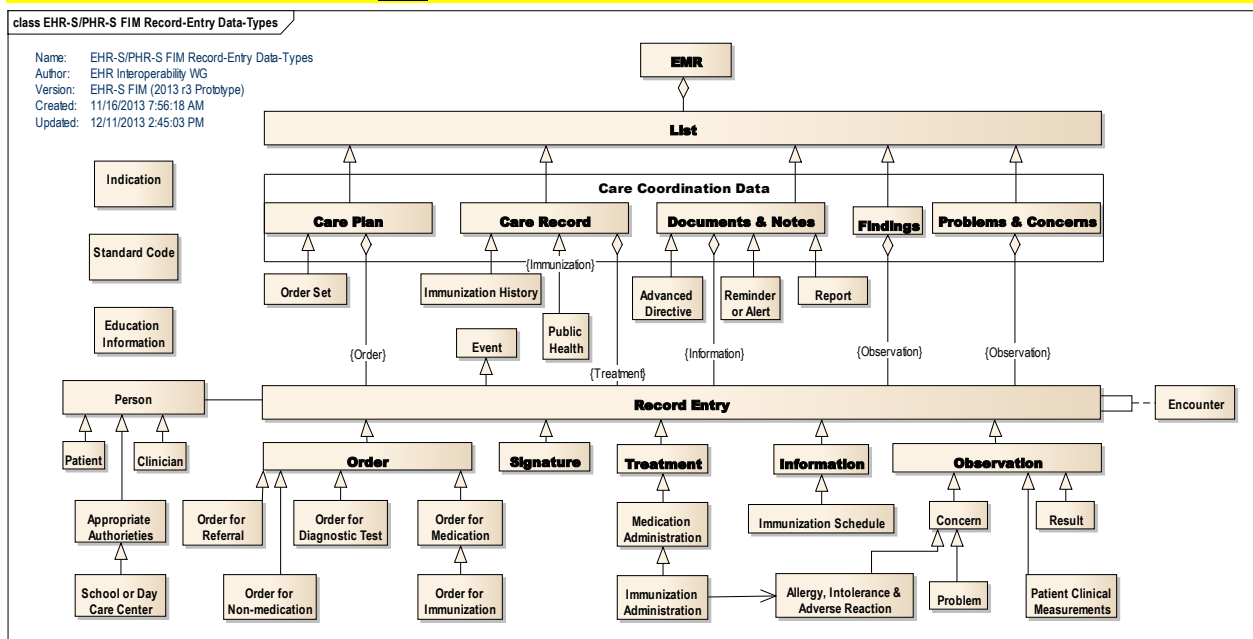 class EHR-S/PHR-S FIM Record-Entry Data-Types
Name: EHR-S/PHR-S FIM Record-Entry Data-Types
Author: EHR Interoperability WG
Version: EHR-S FIM (2013 r3 Prototype)
Created: 11/16/2013 7:56:18 AM
Updated: 12/11/2013 2:45:03 PM
EMR
List
Indication
Care Coordination Data
Care Plan
Care Record
Documents & Notes
Findings
Problems & Concerns
Standard Code
{Immunization}
Order Set
Immunization History
Advanced
Directive
Reminder
or Alert
Report
Education
Information
Event
Public
Health
{Order}
{Information}
{Observation}
{Observation}
{Treatment}
Person
Record Entry
Encounter
Patient
Clinician
Order
Signature
Treatment
Information
Observation
Appropriate
Authorieties
Order for
Referral
Order for
Diagnostic Test
Order for
Medication
Medication
Administration
Immunization Schedule
Concern
Result
School or Day
Care Center
Order for
Non-medication
Order for
Immunization
Immunization
Administration
Allergy, Intolerance &
Adverse Reaction
Problem
Patient Clinical
Measurements